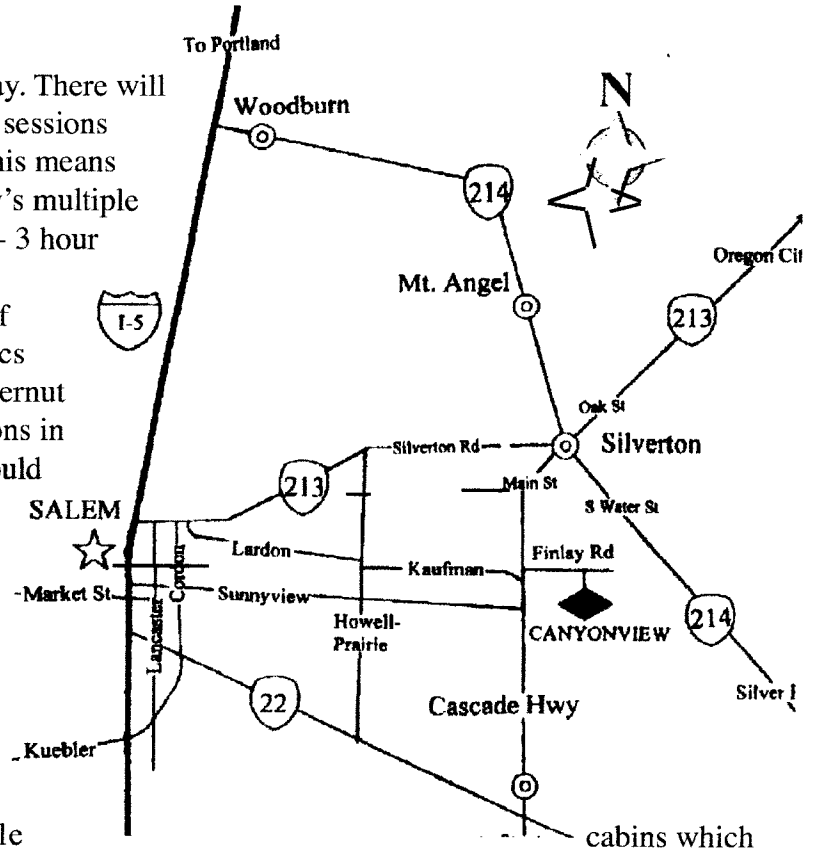 To Portland
ay. There will
Woodburn
sessions
N
his means
214
y's multiple
- 3 hour
Oregon Cit
Mt. Angel
I-5
f
213
cs
ernut
Oak St
ons in
Silverton Rd
Silverton
ould
213
Main St
SALEM
S Water St
Lardon
Finlay Rd
Kaufman
Market St
Lancaster
Cordon
Sunnyview
Howell-
Prairie
CANYONVIEW
214
22
Cascade Hwy
Silver
Kuebler
le
cabins which